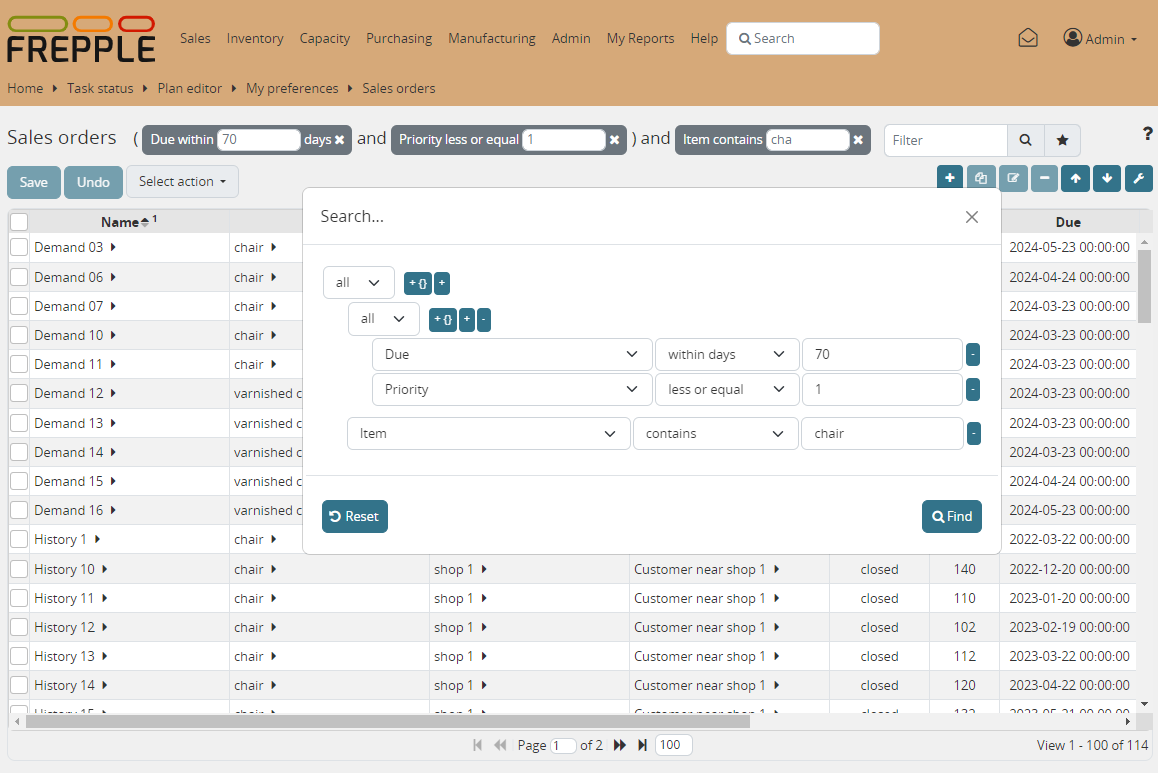 FREPPLE
Sales Inventory Capacity Purchasing Manufacturing Admin My Reports Help Search Admin
Home Task status Plan editor My preferences Sales orders
Sales orders ( Due within 70 days and Priority less or equal 1 ) and Item contains cha Filter ?
Save Undo Select action
Search...
all + {} +
all + {} + -
Due within days 70 -
Priority less or equal 1 -
Item contains chair -
Reset Find
Name 1 Due
Demand 03 chair 2024-05-23 00:00:00
Demand 06 chair 2024-04-24 00:00:00
Demand 07 chair 2024-03-23 00:00:00
Demand 10 chair 2024-03-23 00:00:00
Demand 11 chair 2024-03-23 00:00:00
Demand 12 varnished c 2024-03-23 00:00:00
Demand 13 varnished c 2024-03-23 00:00:00
Demand 14 varnished c 2024-03-23 00:00:00
Demand 15 varnished c 2024-04-24 00:00:00
Demand 16 varnished c 2024-05-23 00:00:00
History 1 chair 2022-03-22 00:00:00
History 10 chair shop 1 Customer near shop 1 closed 140 2022-12-20 00:00:00
History 11 chair shop 1 Customer near shop 1 closed 110 2023-01-20 00:00:00
History 12 chair shop 1 Customer near shop 1 closed 102 2023-02-19 00:00:00
History 13 chair shop 1 Customer near shop 1 closed 112 2023-03-22 00:00:00
History 14 chair shop 1 Customer near shop 1 closed 120 2023-04-22 00:00:00
Page 1 of 2 100 View 1 - 100 of 114